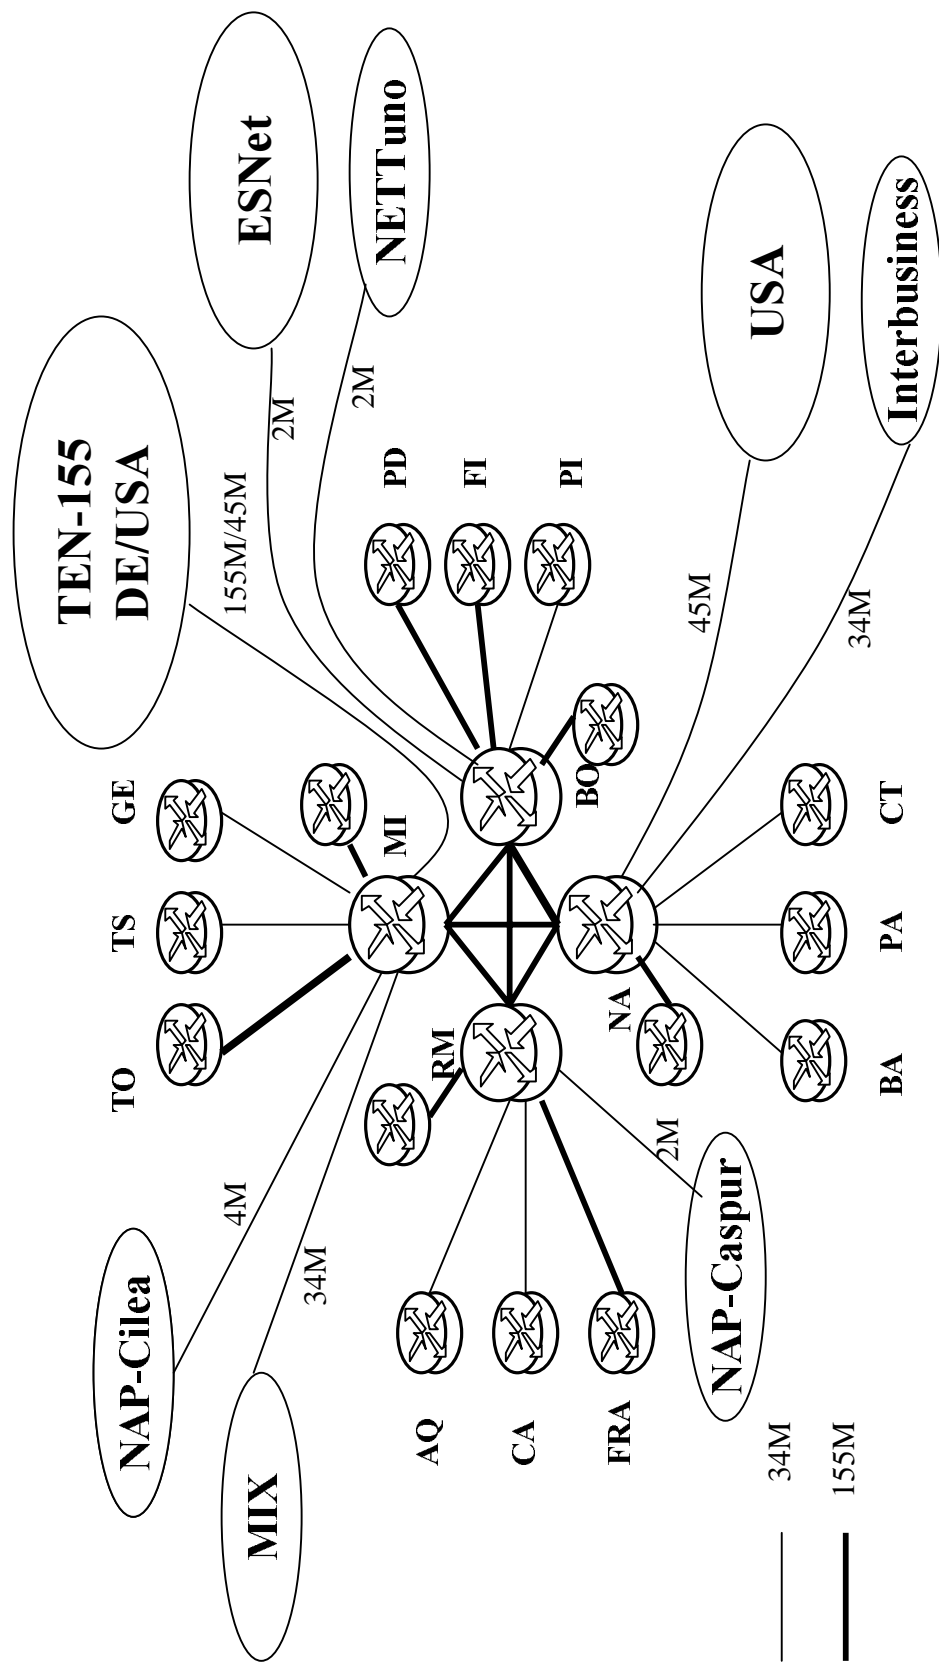 TEN-155
DE/USA
ESNet
NETTuno
NAP-Cilea
MIX
155M/45M
2M
2M
4M
34M
TO
TS
GE
MI
PD
FI
PI
BO
RM
AQ
CA
FRA
NA
BA
PA
CT
USA
45M
Interbusiness
34M
NAP-Caspur
2M
34M
155M